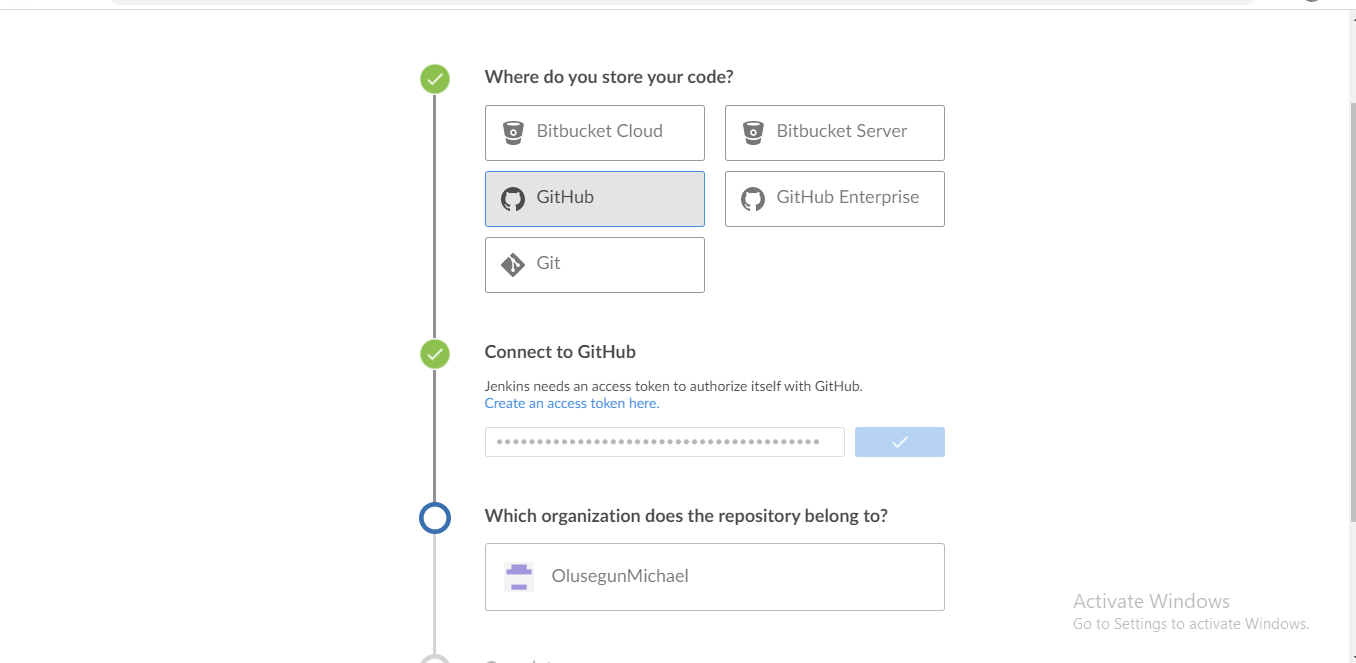 Where do you store your code?
Bitbucket Cloud
Bitbucket Server
GitHub
GitHub Enterprise
Git
Connect to GitHub
Jenkins needs an access token to authorize itself with GitHub.
Create an access token here.
Which organization does the repository belong to?
OlusegunMichael
Activate Windows
Go to Settings to activate Windows.